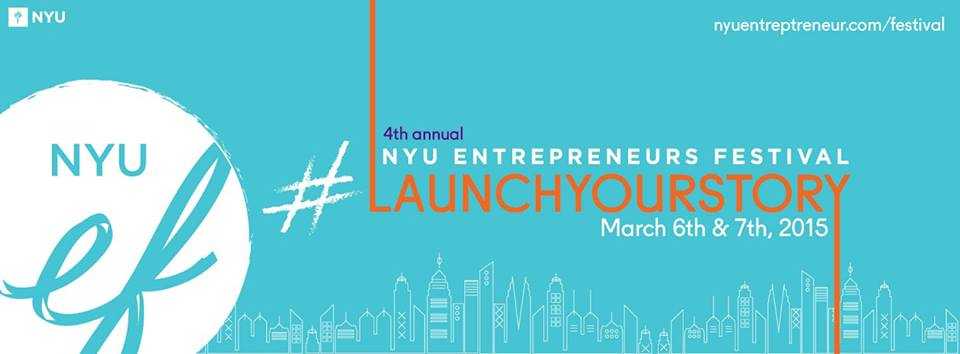 NYU
nyuentreptreneur.com/festival
NYU
ef
4th annual
NYU ENTREPRENEURS FESTIVAL
#LAUNCHYOURSTORY
March 6th & 7th, 2015